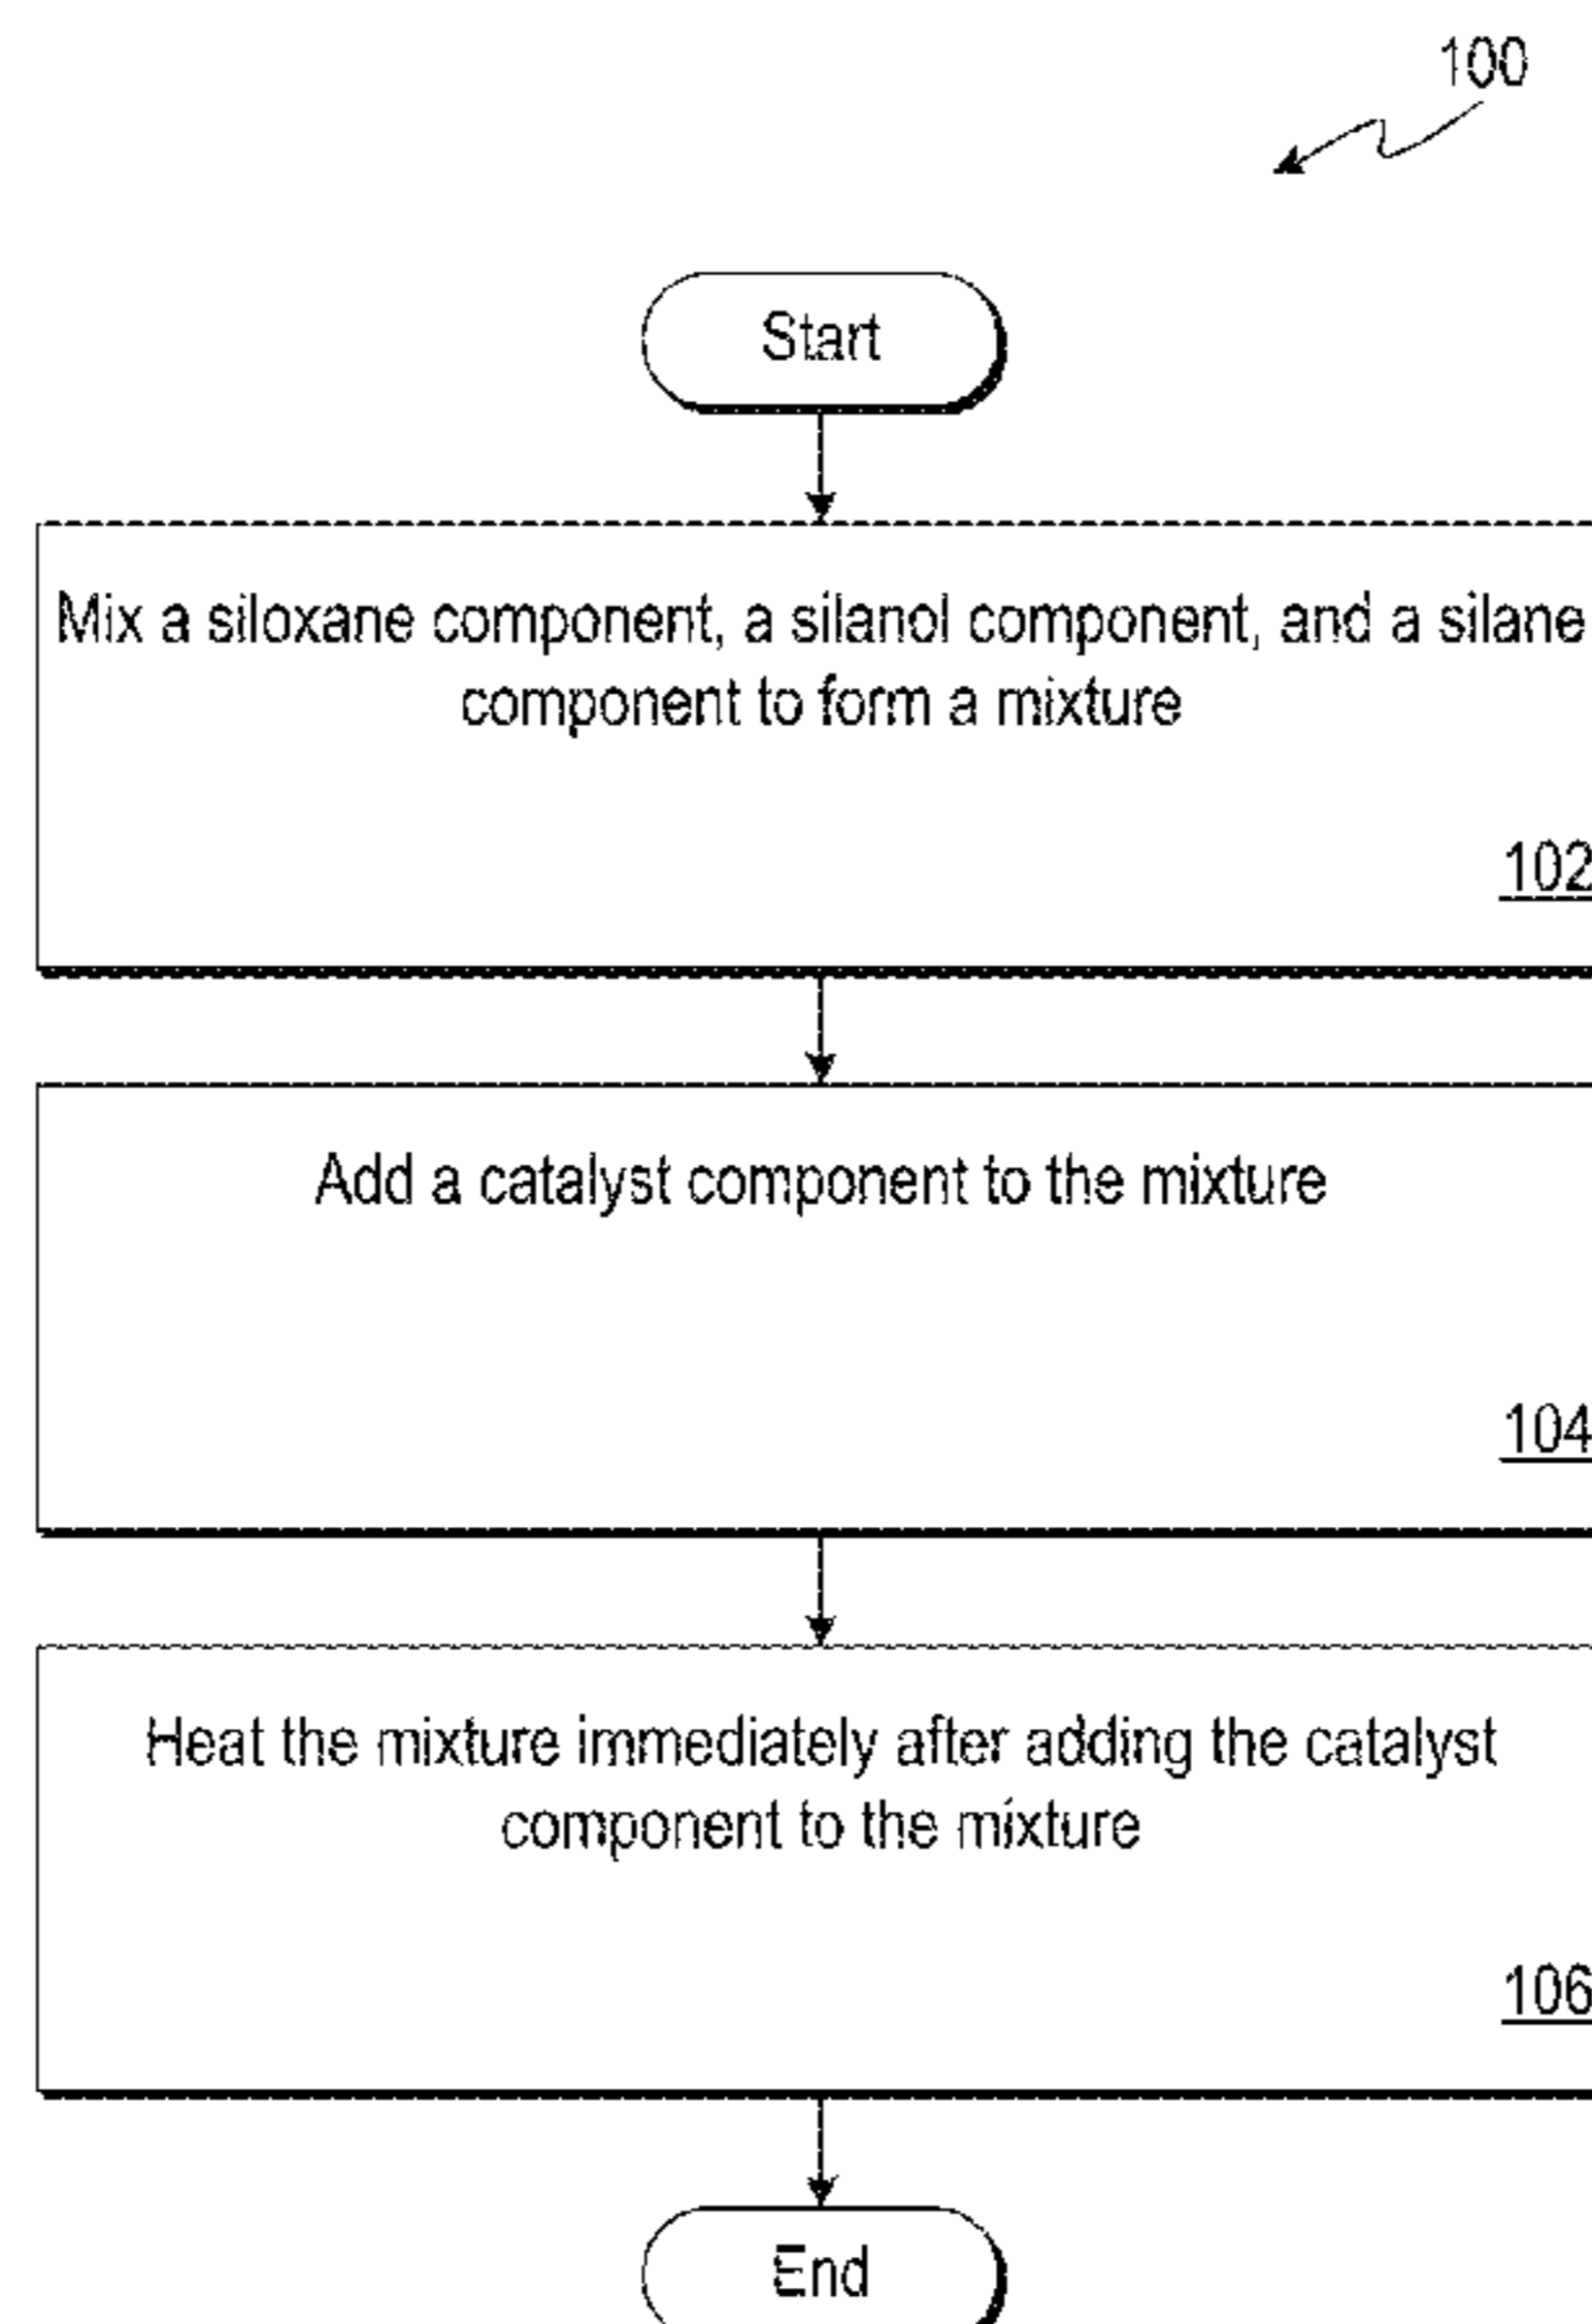 100
Start
Mix a siloxane component, a silanol component, and a silane
component to form a mixture
102
Add a catalyst component to the mixture
104
Heat the mixture immediately after adding the catalyst
component to the mixture
106
End